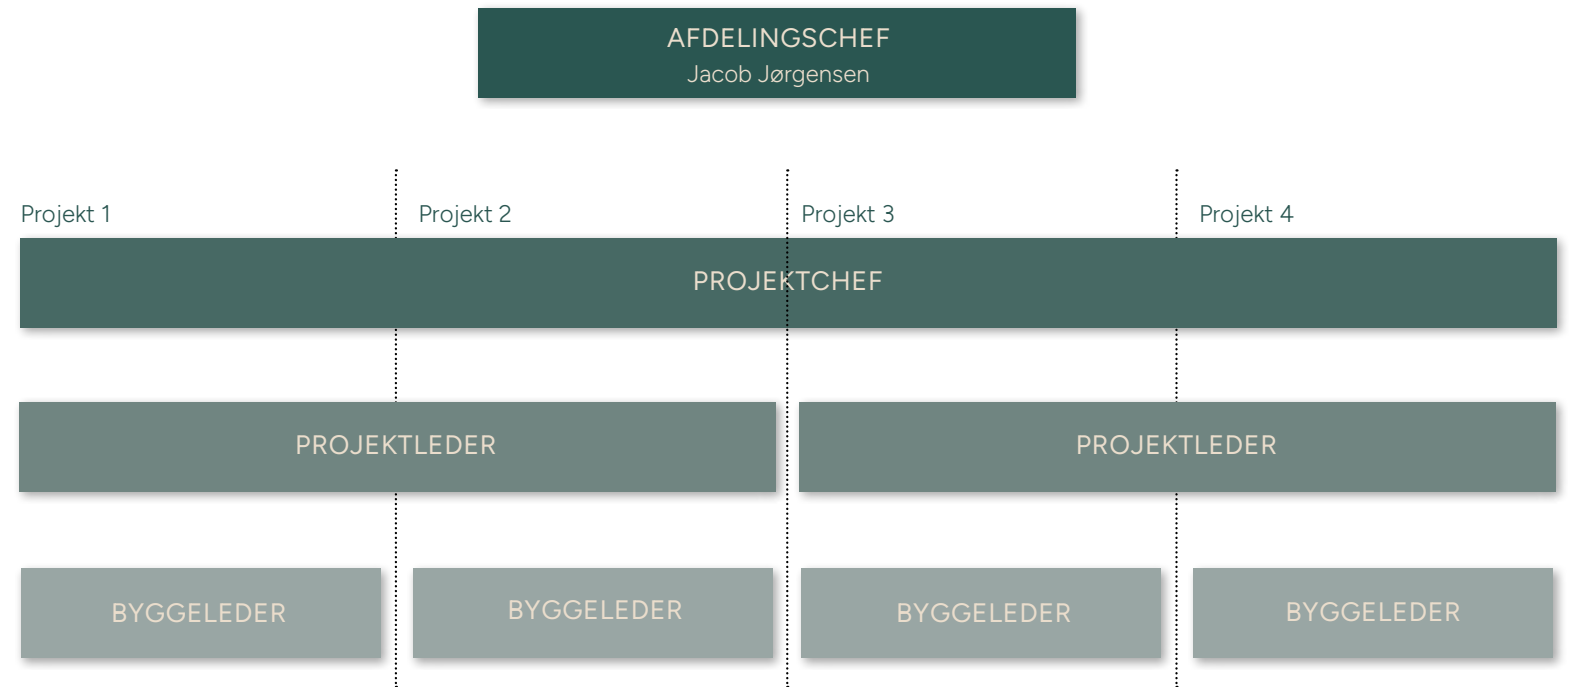 AFDELINGSCHEF
Jacob Jørgensen
Projekt 1
Projekt 2
Projekt 3
Projekt 4
PROJEKTCHEF
PROJEKTLEDER
PROJEKTLEDER
BYGGELEDER
BYGGELEDER
BYGGELEDER
BYGGELEDER